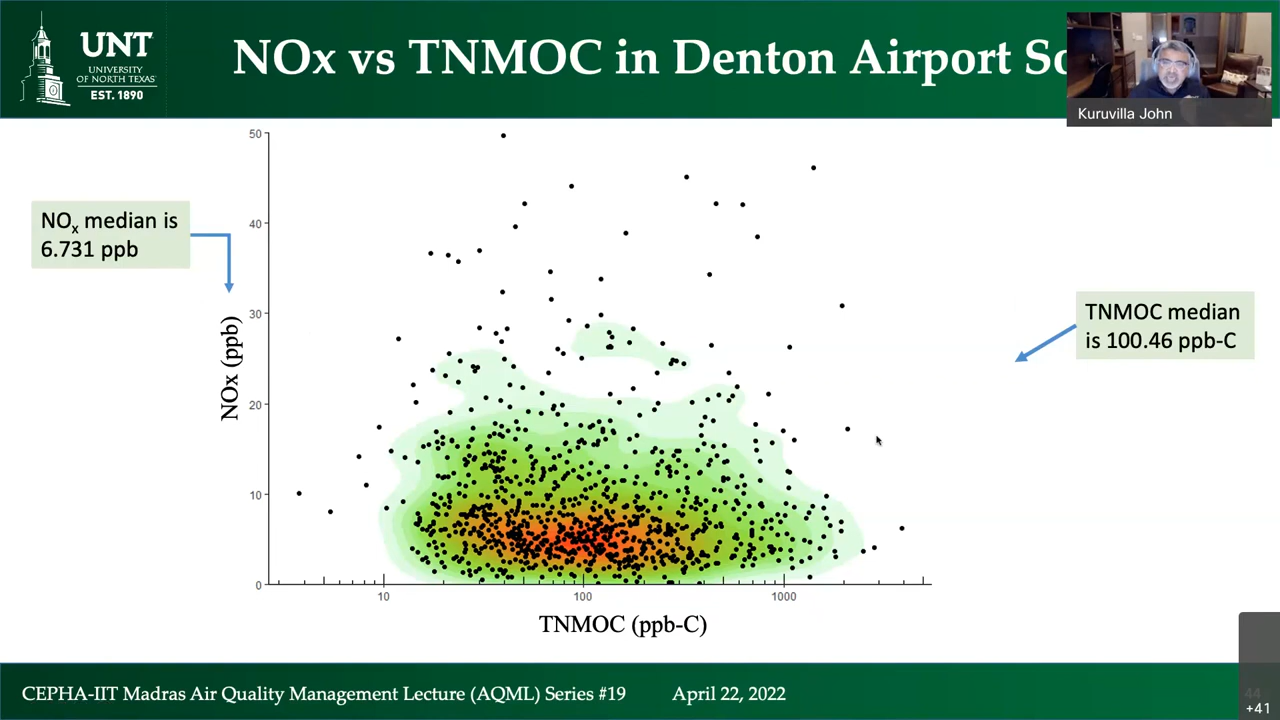 UNT
UNIVERSITY
OF NORTH TEXAS
EST. 1890
NOx vs TNMOC in Denton Airport So
Kuruvilla John
NOx median is
6.731 ppb
TNMOC median
is 100.46 ppb-C
NOx (ppb)
50
40
30
20
10
0
10
100
1000
TNMOC (ppb-C)
CEPHA-IIT Madras Air Quality Management Lecture (AQML) Series #19
April 22, 2022
44
+41